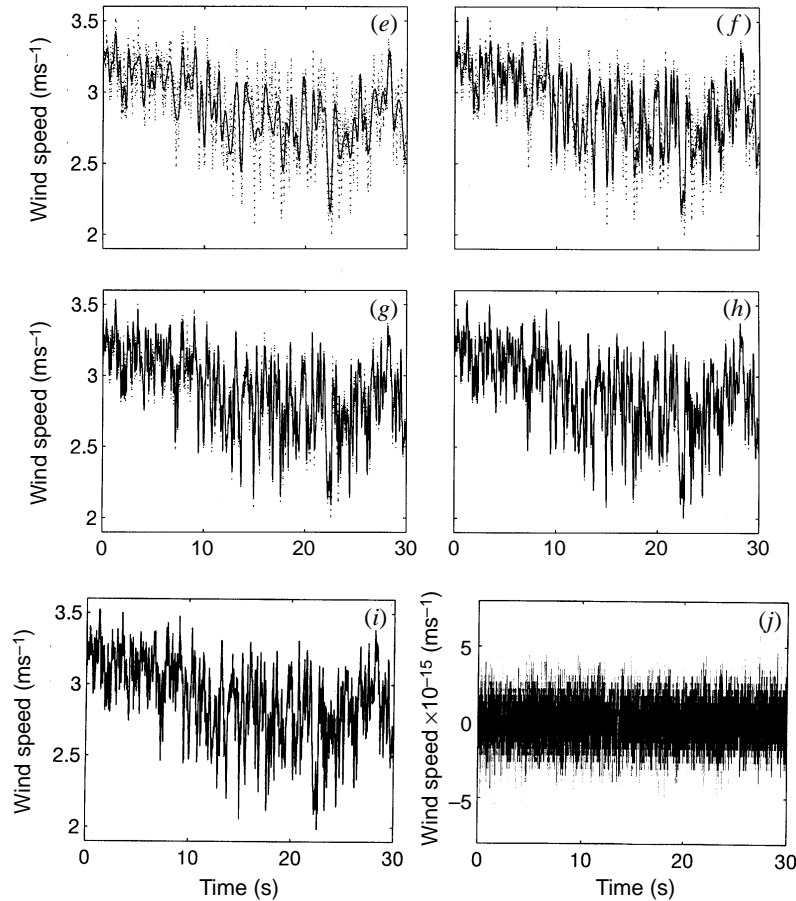 3.5
3
2.5
2
Wind speed (ms⁻¹)
(e)
(f)
3.5
3
2.5
2
Wind speed (ms⁻¹)
(g)
(h)
0 10 20 30
0 10 20 30
3.5
3
2.5
2
Wind speed (ms⁻¹)
(i)
0 10 20 30
Time (s)
5
0
−5
Wind speed ×10⁻¹⁵ (ms⁻¹)
(j)
0 10 20 30
Time (s)